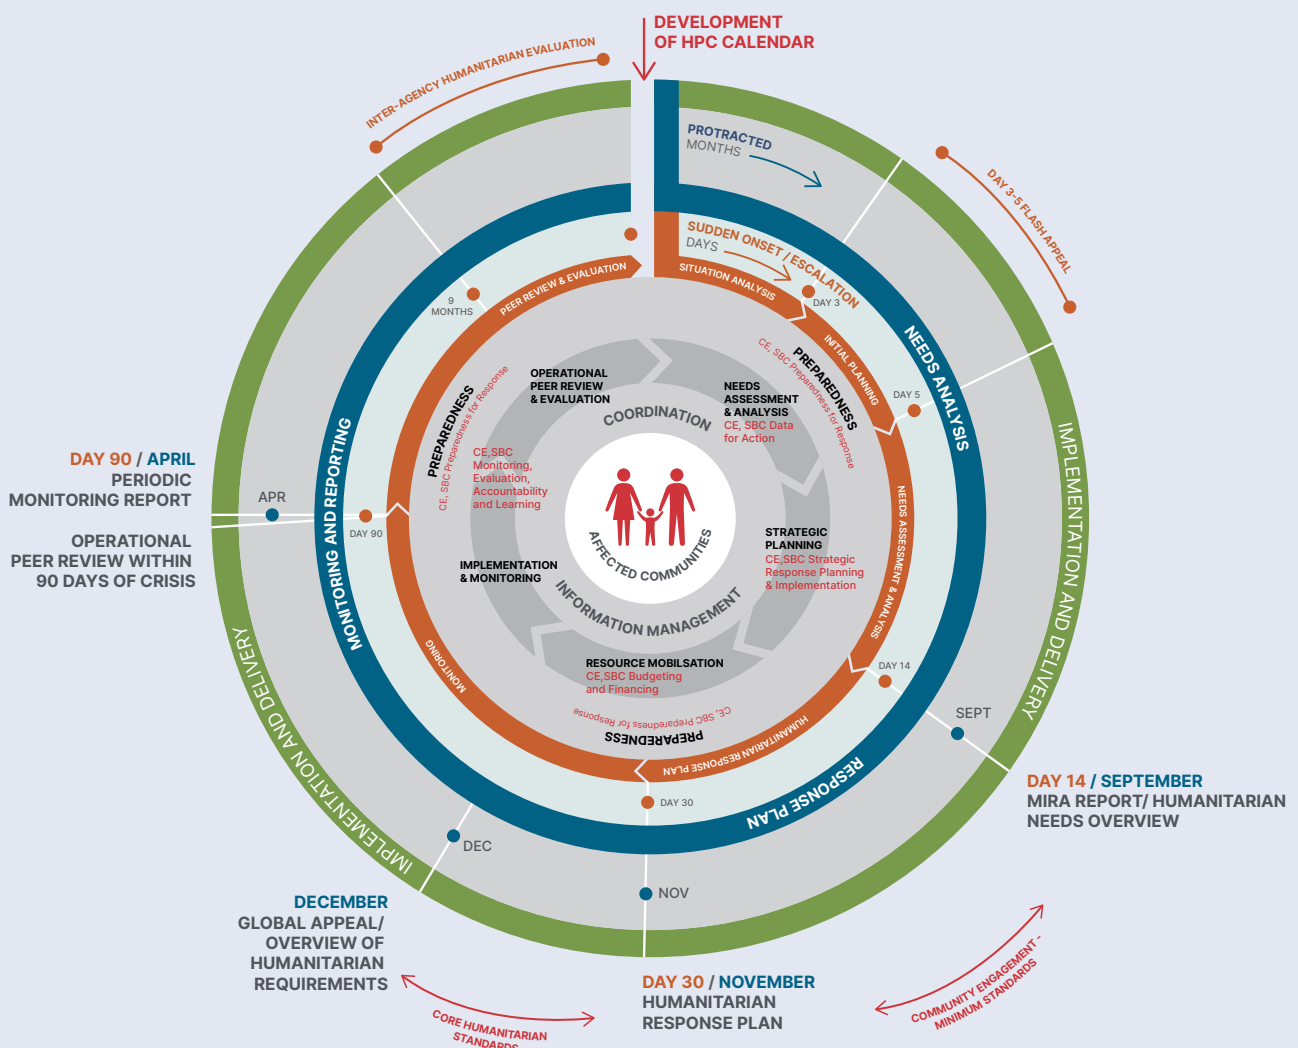 DEVELOPMENT
OF HPC CALENDAR
INTER-AGENCY HUMANITARIAN EVALUATION
PROTRACTED
MONTHS
DAY 3-5 FLASH APPEAL
SUDDEN ONSET / ESCALATION
DAYS
SITUATION ANALYSIS
PEER REVIEW & EVALUATION
DAY 3
9
MONTHS
INITIAL PLANNING
NEEDS ANALYSIS
PREPAREDNESS
CE, SBC Preparedness for Response
DAY 5
PREPAREDNESS
CE, SBC Preparedness for Response
OPERATIONAL
PEER REVIEW
& EVALUATION
NEEDS
ASSESSMENT
& ANALYSIS
CE, SBC Data
for Action
COORDINATION
CE,SBC
Monitoring,
Evaluation,
Accountability
and Learning
AFFECTED COMMUNITIES
INFORMATION MANAGEMENT
STRATEGIC
PLANNING
CE,SBC Strategic
Response Planning
& Implementation
IMPLEMENTATION
& MONITORING
RESOURCE MOBILSATION
CE,SBC Budgeting
and Financing
CE, SBC Preparedness for Response
PREPAREDNESS
NEEDS ASSESSMENT & ANALYSIS
IMPLEMENTATION AND DELIVERY
MONITORING AND REPORTING
DAY 90 / APRIL
PERIODIC
MONITORING REPORT
OPERATIONAL
PEER REVIEW WITHIN
90 DAYS OF CRISIS
APR
DAY 90
MONITORING
IMPLEMENTATION AND DELIVERY
DAY 14
SEPT
HUMANITARIAN RESPONSE PLAN
RESPONSE PLAN
DAY 30
DAY 14 / SEPTEMBER
MIRA REPORT/ HUMANITARIAN
NEEDS OVERVIEW
DEC
NOV
DECEMBER
GLOBAL APPEAL/
OVERVIEW OF
HUMANITARIAN
REQUIREMENTS
DAY 30 / NOVEMBER
HUMANITARIAN
RESPONSE PLAN
COMMUNITY ENGAGEMENT -
MINIMUM STANDARDS
CORE HUMANITARIAN
STANDARDS